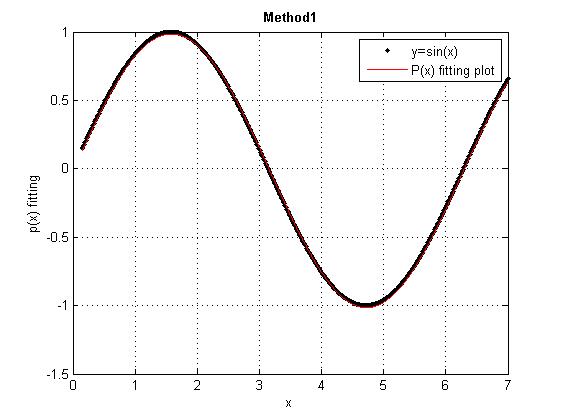 Method1
y=sin(x)
P(x) fitting plot
p(x) fitting
1
0.5
0
-0.5
-1
-1.5
0 1 2 3 4 5 6 7
x